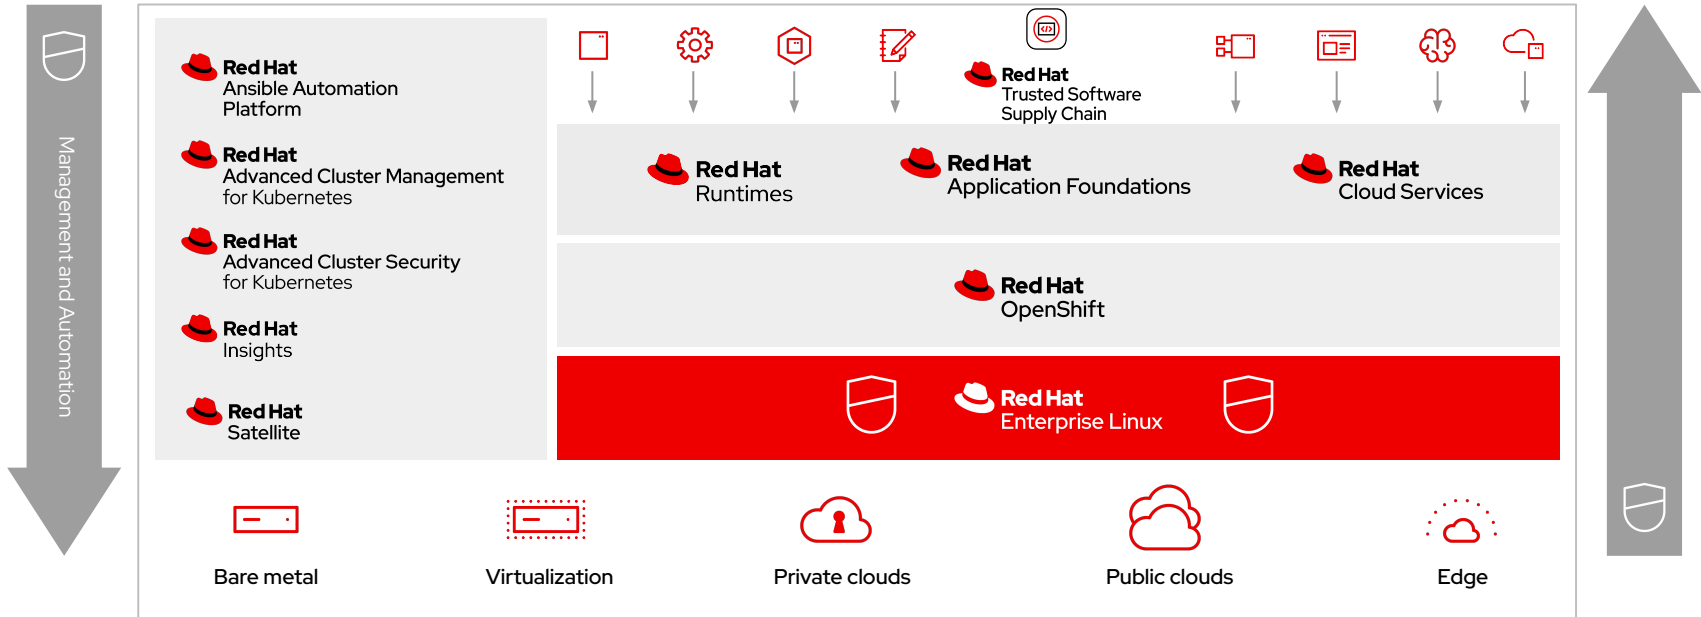 Management and Automation
Red Hat
Ansible Automation
Platform
Red Hat
Advanced Cluster Management
for Kubernetes
Red Hat
Advanced Cluster Security
for Kubernetes
Red Hat
Insights
Red Hat
Satellite
</>
Red Hat
Trusted Software
Supply Chain
Red Hat
Runtimes
Red Hat
Application Foundations
Red Hat
Cloud Services
Red Hat
OpenShift
Red Hat
Enterprise Linux
Bare metal
Virtualization
Private clouds
Public clouds
Edge